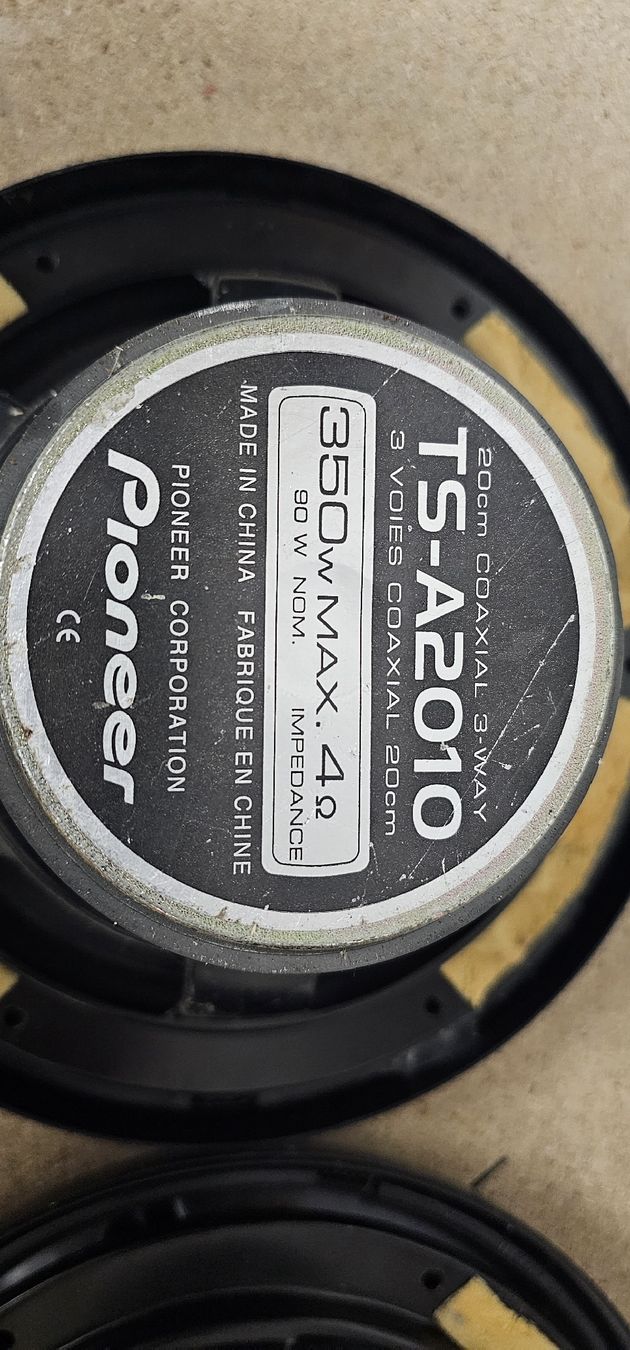 20cm COAXIAL 3-WAY
TS-A2010
3 VOIES COAXIAL 20cm
350W MAX. 4Ω
90 W NOM. IMPEDANCE
MADE IN CHINA FABRIQUE EN CHINE
PIONEER CORPORATION
Pioneer
CE